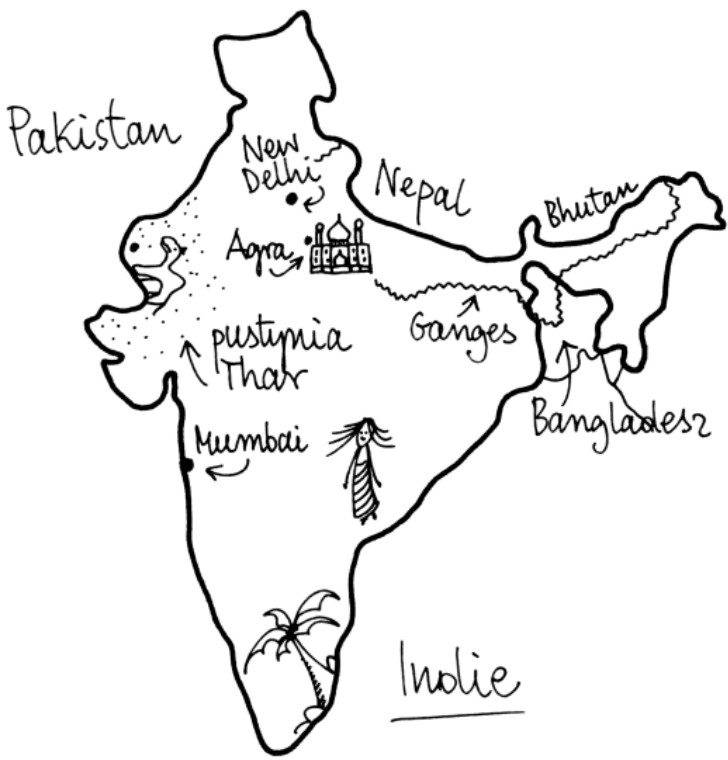 Pakistan
New
Delhi
Nepal
Bhutan
Agra
Ganges
pustynia
Thar
Bangladesz
Mumbai
Indie